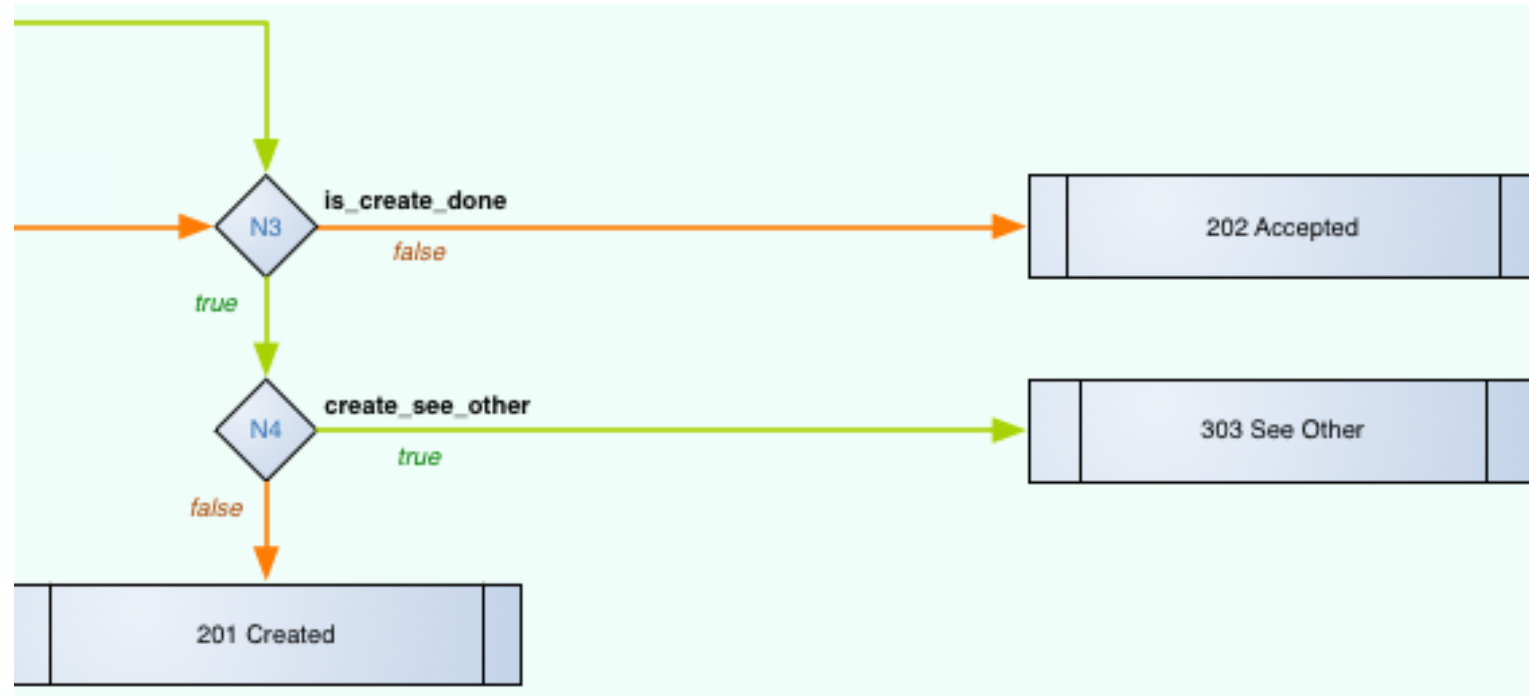 is_create_done
N3
false
202 Accepted
true
create_see_other
N4
true
303 See Other
false
201 Created